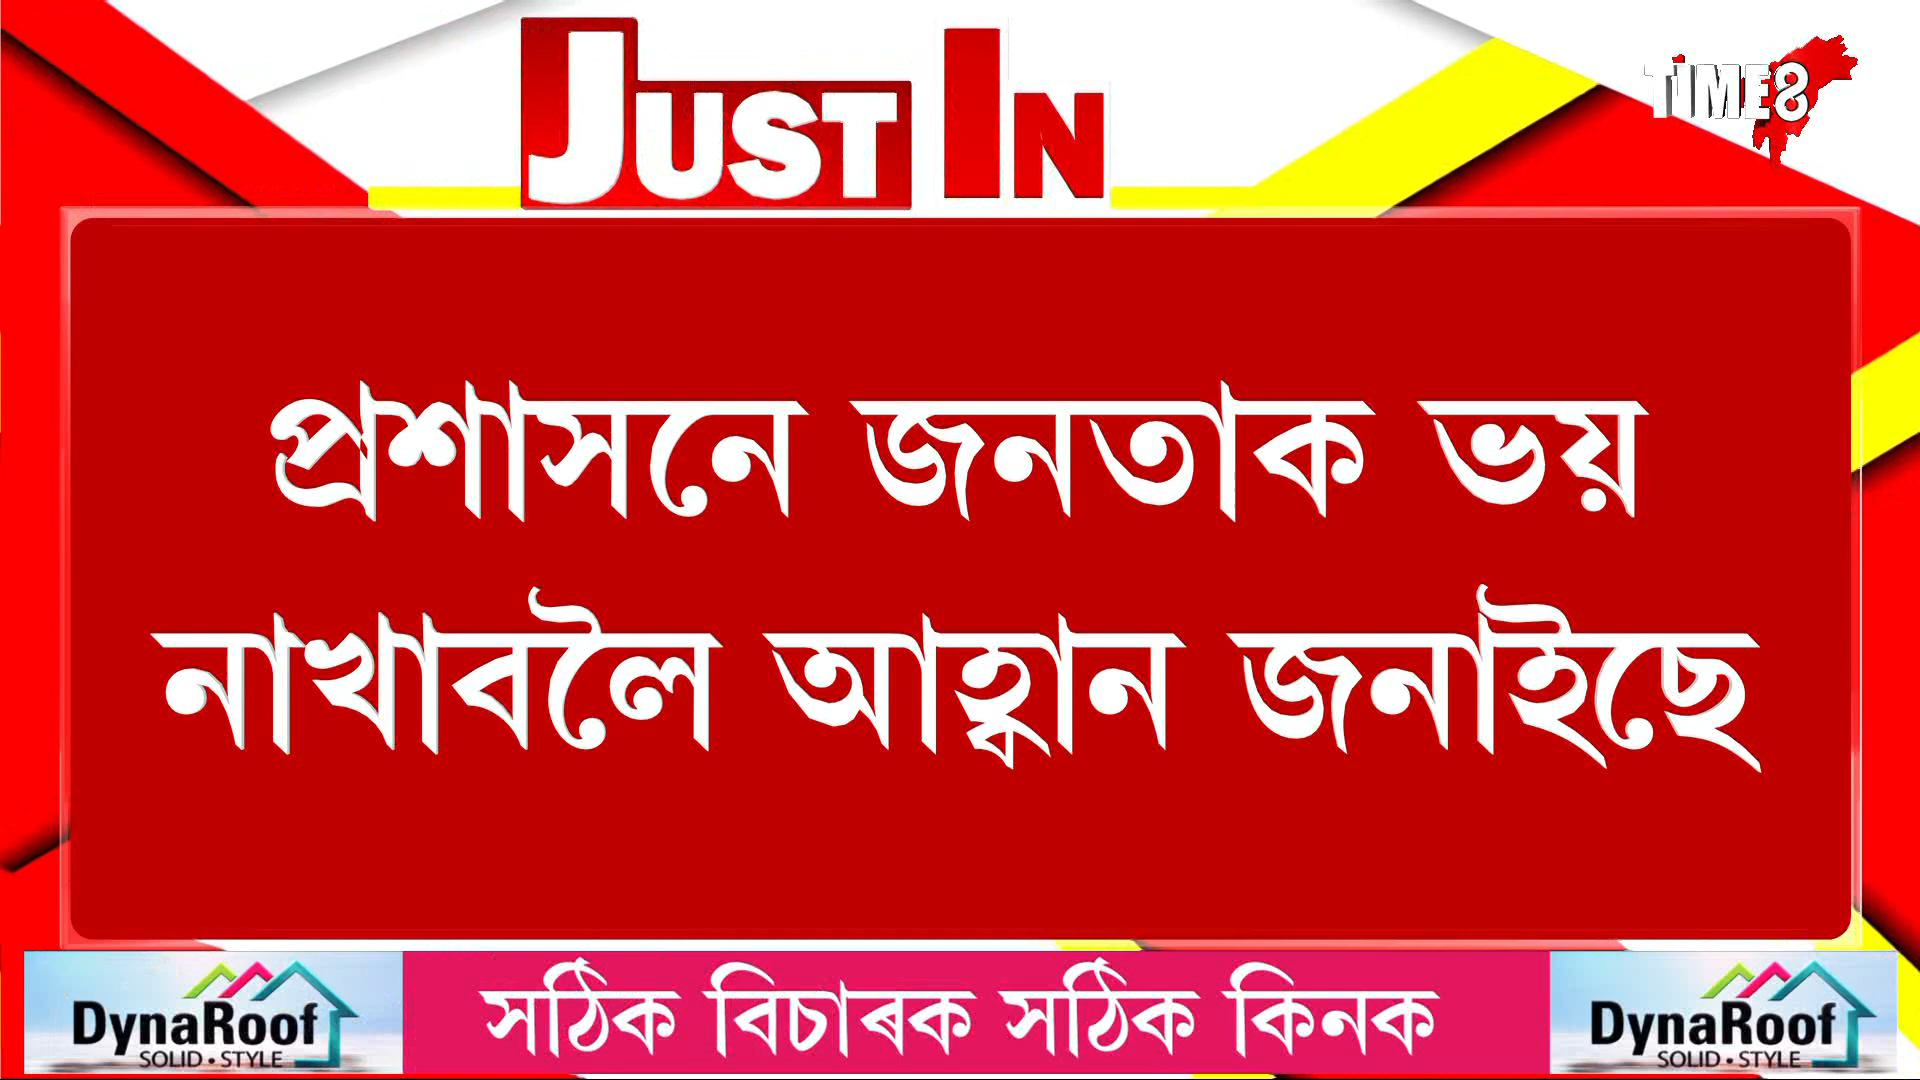 JUST IN
TIME8
প্ৰশাসনে জনতাক ভয়
নাখাবলৈ আহ্বান জনাইছে
DynaRoof
SOLID • STYLE
সঠিক বিচাৰক সঠিক কিনক
DynaRoof
SOLID • STYLE